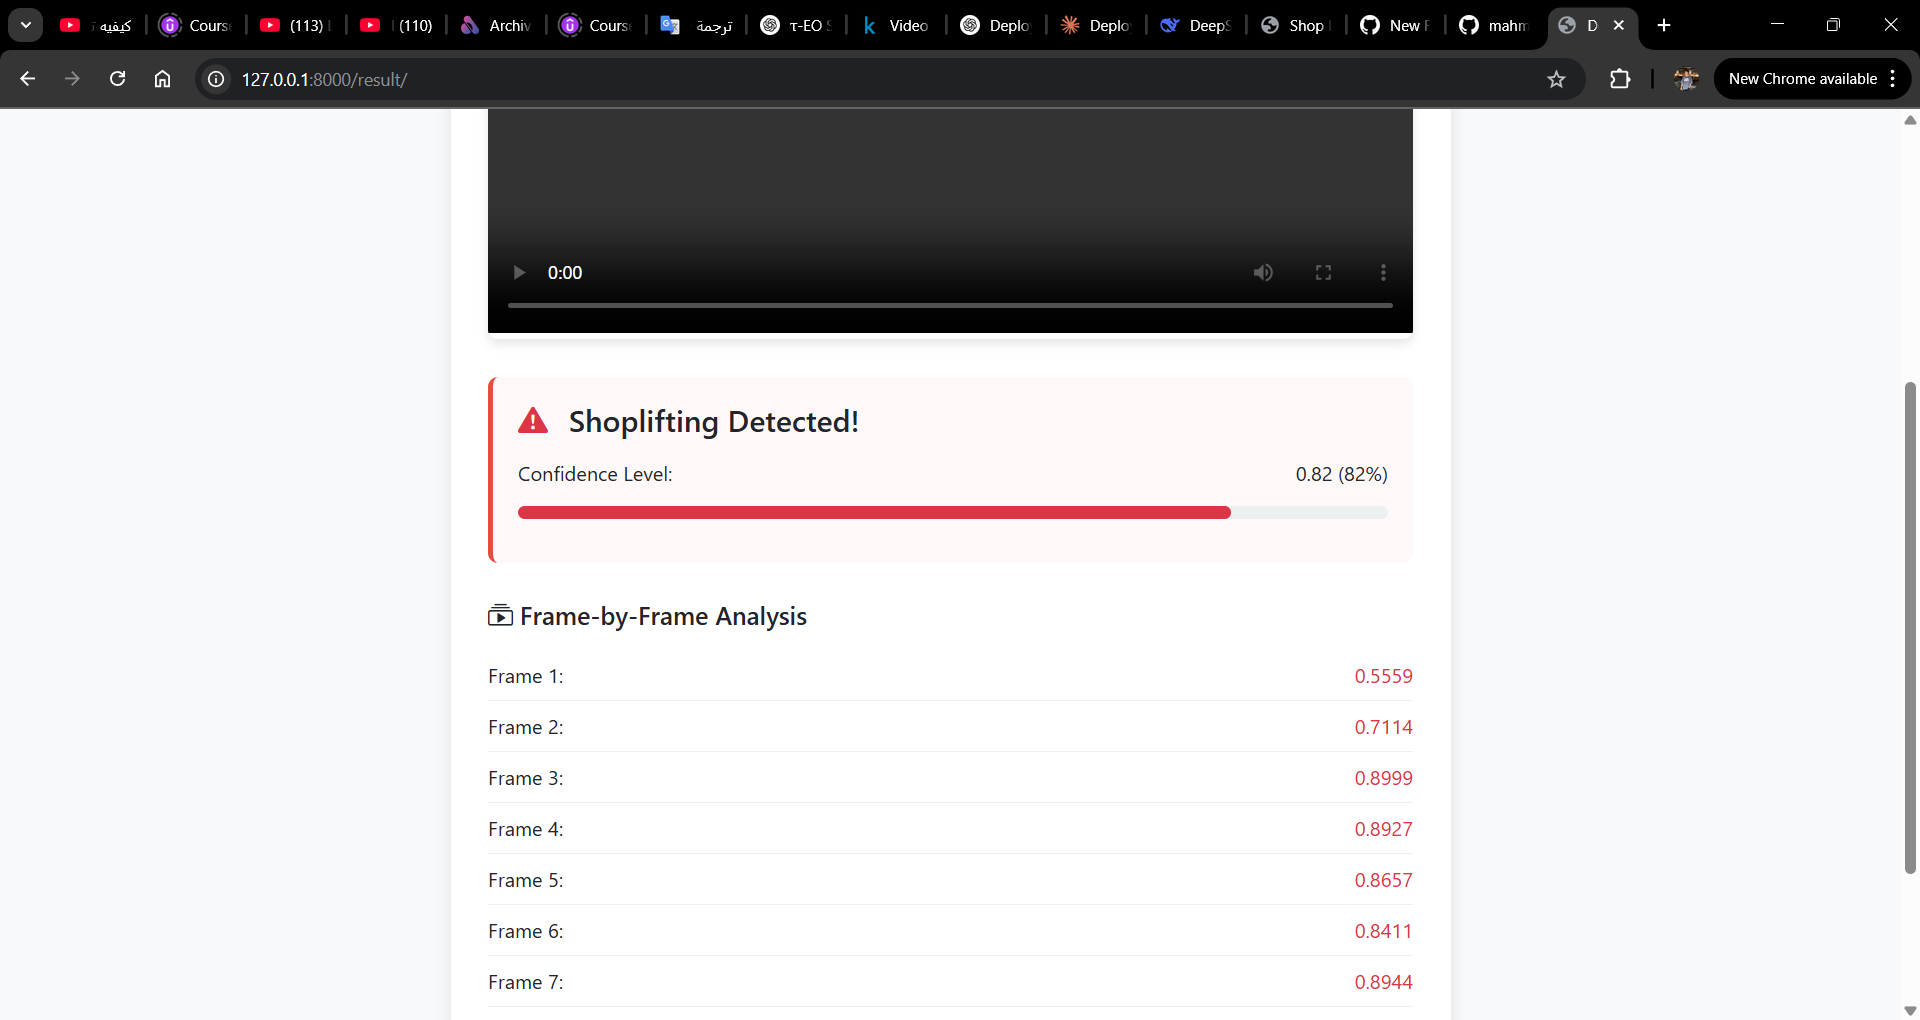 كيفيه
Cours
(113)
(110)
Archiv
Cours
ترجمة
τ-EO S
Video
Deplo
Deplo
DeepS
Shop
New
mahm
D
127.0.0.1:8000/result/
New Chrome available
0:00
Shoplifting Detected!
Confidence Level: 0.82 (82%)
Frame-by-Frame Analysis
Frame 1: 0.5559
Frame 2: 0.7114
Frame 3: 0.8999
Frame 4: 0.8927
Frame 5: 0.8657
Frame 6: 0.8411
Frame 7: 0.8944